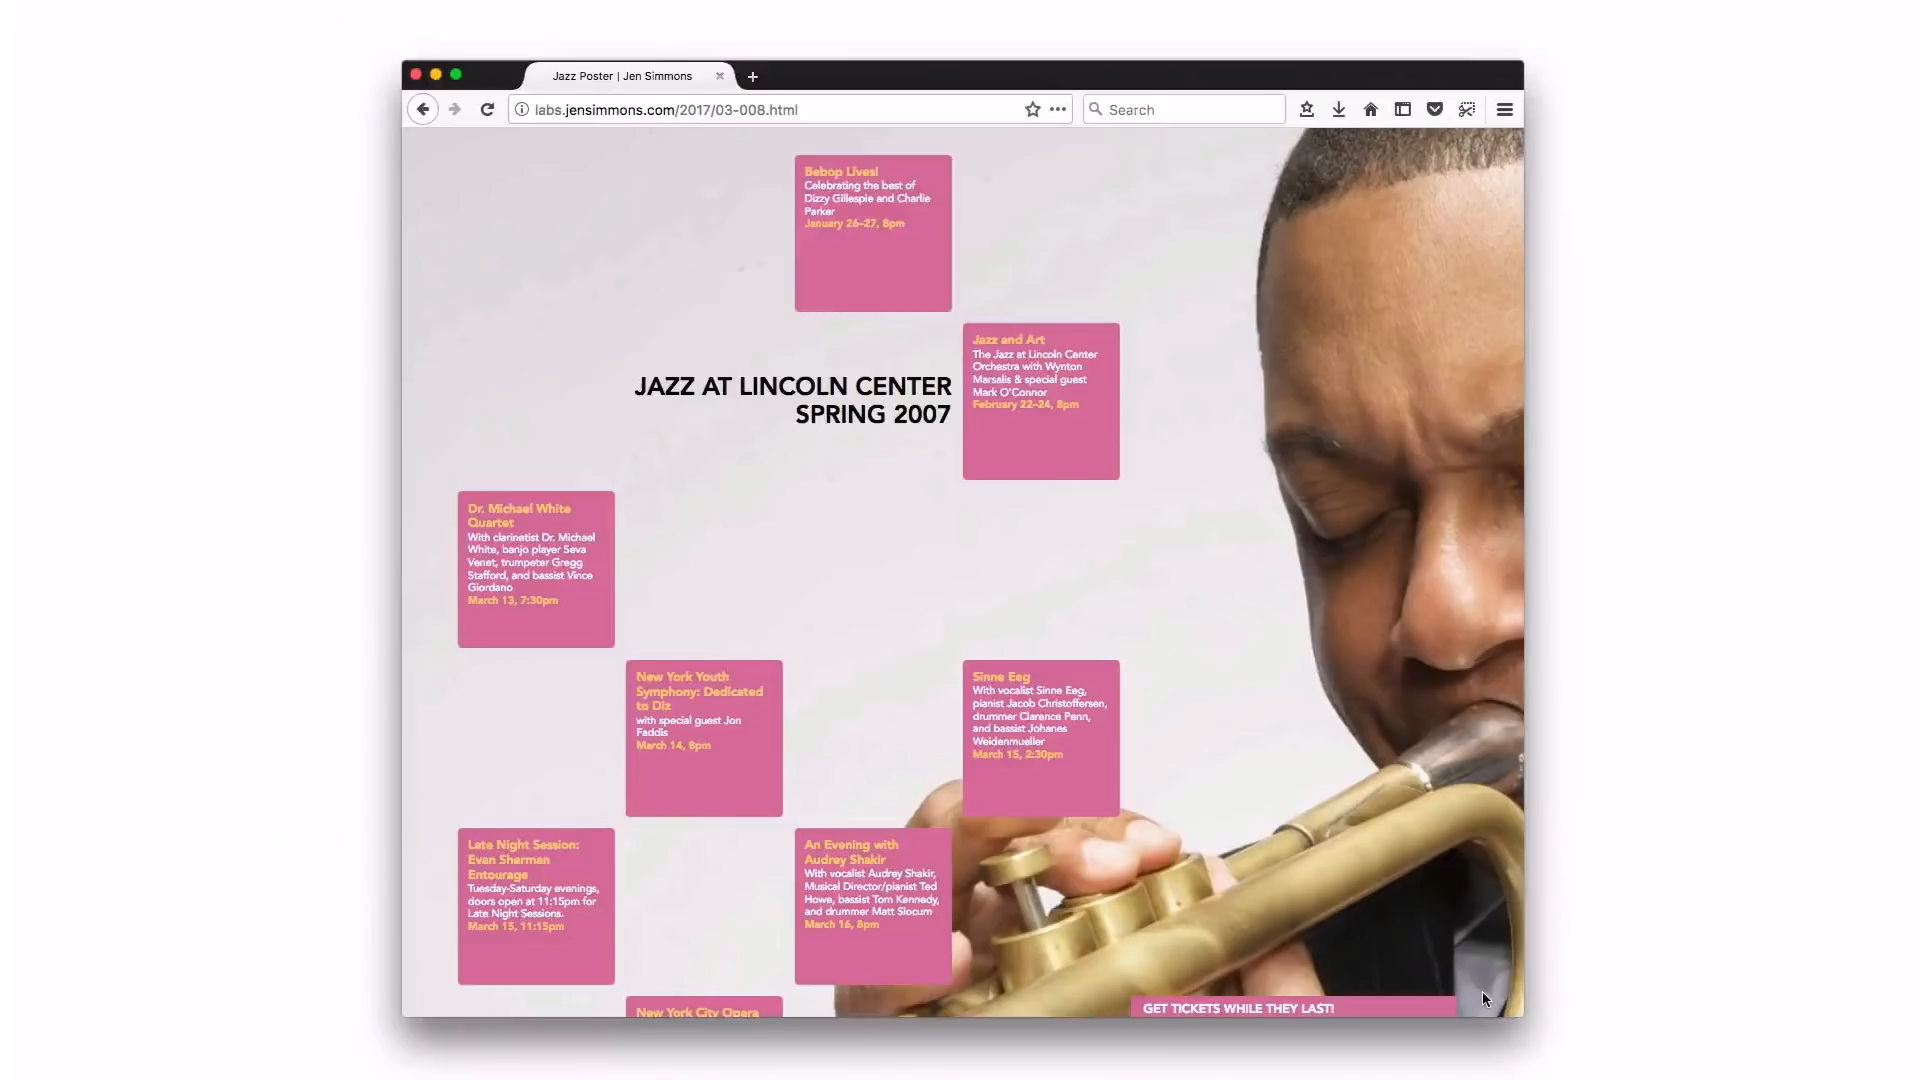 Jazz Poster | Jen Simmons
labs.jensimmons.com/2017/03-008.html
Search
Bebop Lives!
Celebrating the best of
Dizzy Gillespie and Charlie
Parker
January 26–27, 8pm
Jazz and Art
The Jazz at Lincoln Center
Orchestra with Wynton
Marsalis & special guest
Mark O'Connor
February 22–24, 8pm
JAZZ AT LINCOLN CENTER
SPRING 2007
Dr. Michael White
Quartet
With clarinetist Dr. Michael
White, banjo player Seva
Venet, trumpeter Gregg
Stafford, and bassist Vince
Giordano
March 13, 7:30pm
New York Youth
Symphony: Dedicated
to Diz
with special guest Jon
Faddis
March 14, 8pm
Sinne Eeg
With vocalist Sinne Eeg,
pianist Jacob Christoffersen,
drummer Clarence Penn,
and bassist Johanes
Weidenmueller
March 15, 2:30pm
Late Night Session:
Evan Sherman
Entourage
Tuesday-Saturday evenings,
doors open at 11:15pm for
Late Night Sessions.
March 15, 11:15pm
An Evening with
Audrey Shakir
With vocalist Audrey Shakir,
Musical Director/pianist Ted
Howe, bassist Tom Kennedy,
and drummer Matt Slocum
March 16, 8pm
New York City Opera
GET TICKETS WHILE THEY LAST!